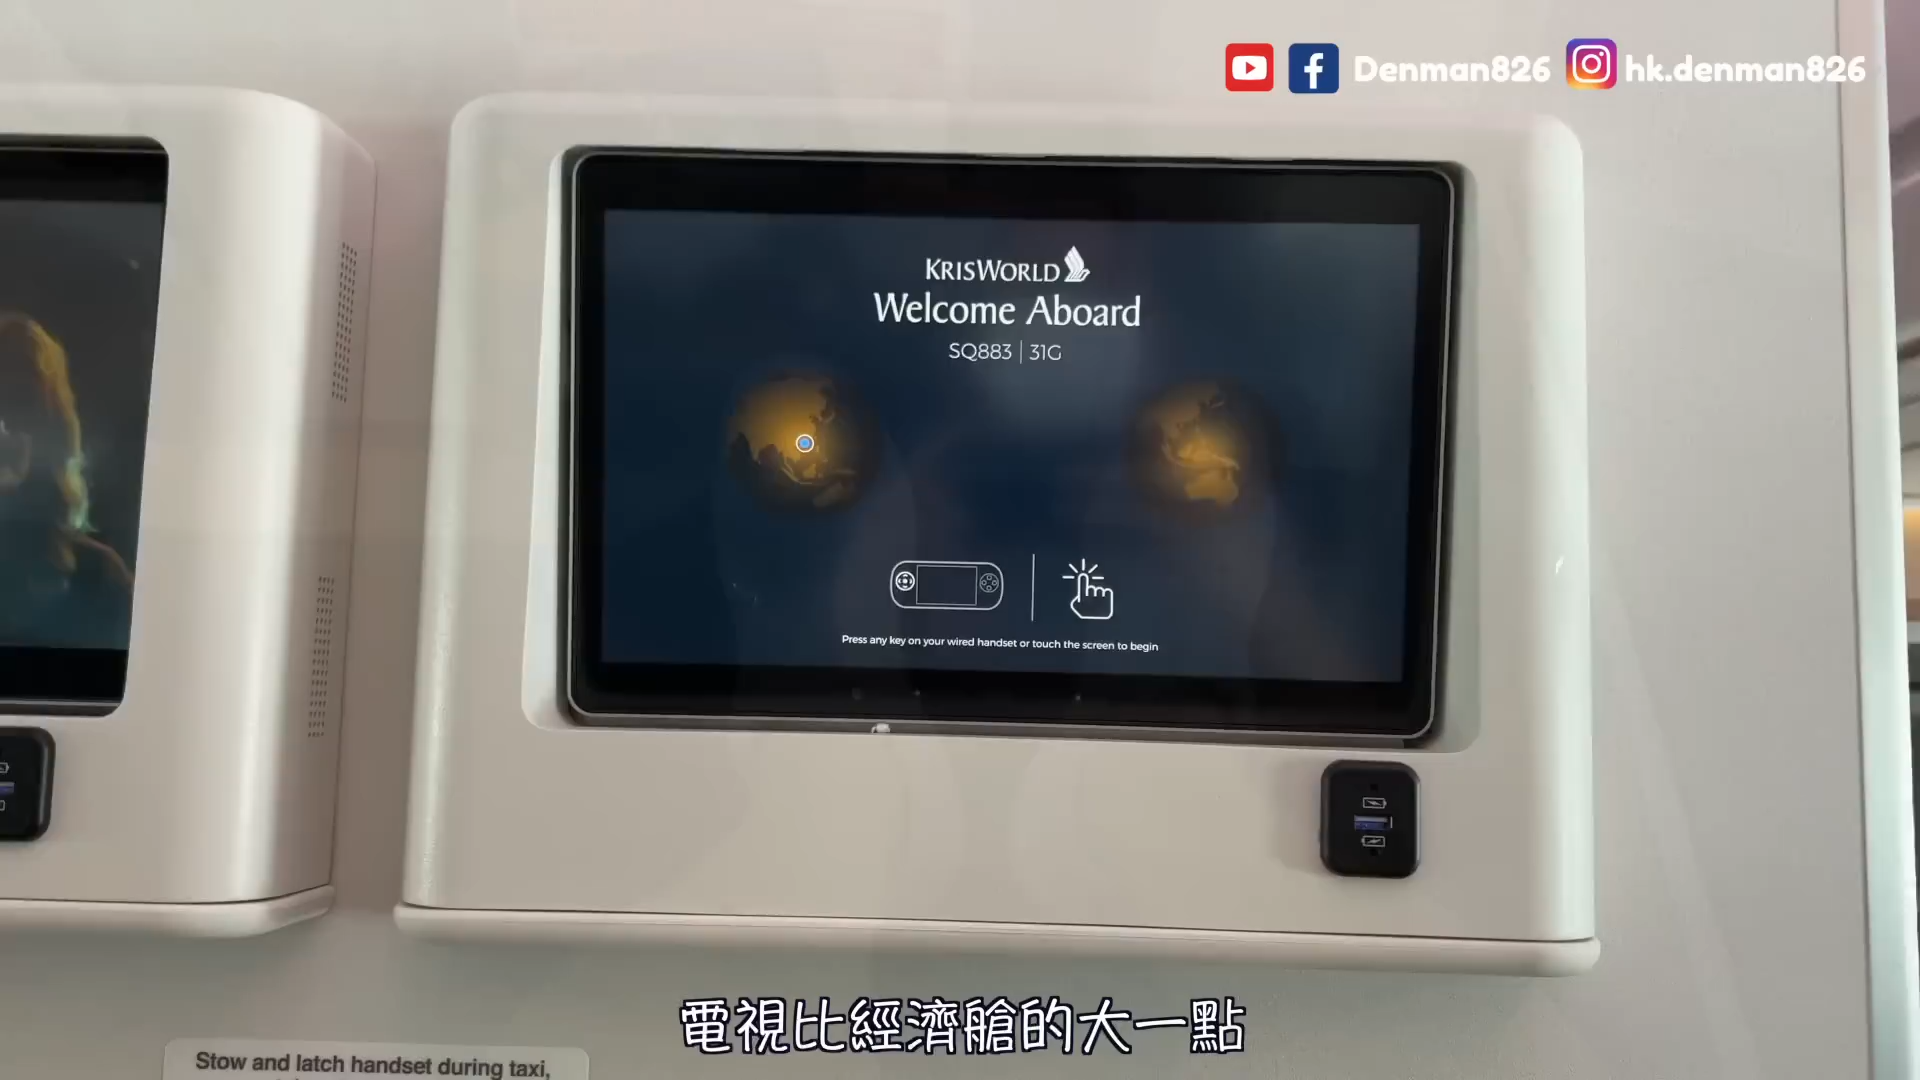 Denman826 hk.denman826
KRISWORLD
Welcome Aboard
SQ883 | 31G
Press any key on your wired handset or touch the screen to begin
電視比經濟艙的大一點
Stow and latch handset during taxi,